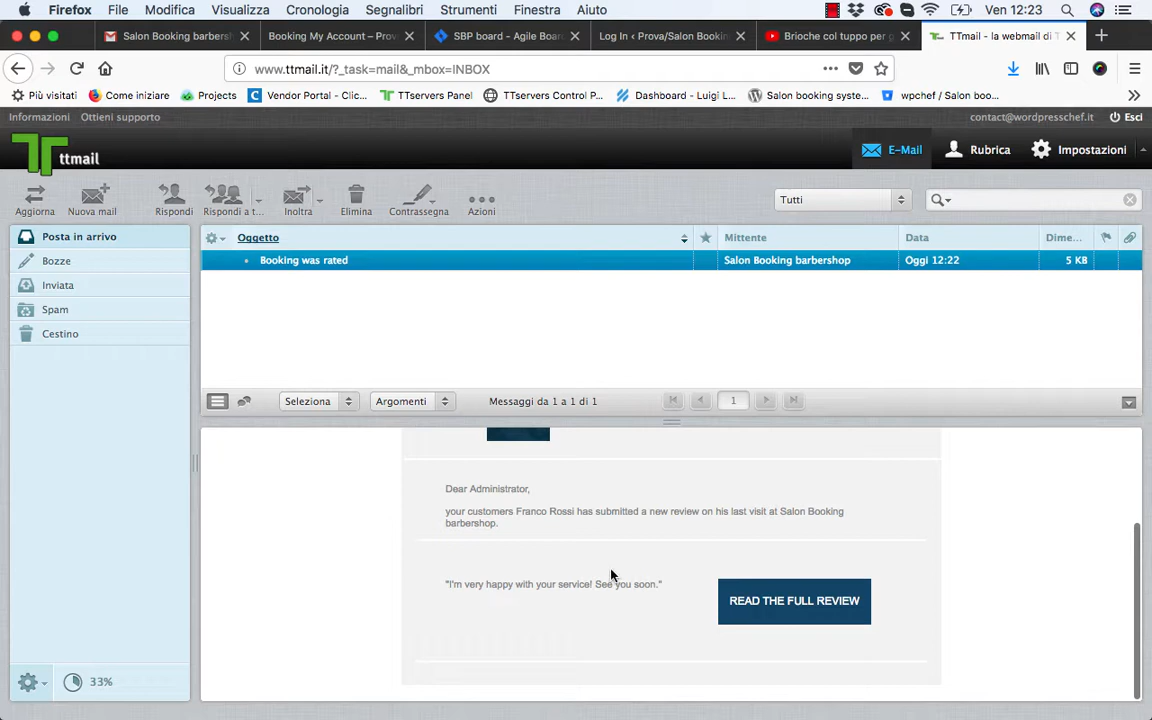 Firefox File Modifica Visualizza Cronologia Segnalibri Strumenti Finestra Aiuto Ven 12:23
Salon Booking barbersh Booking My Account – Prov SBP board - Agile Boar Log In ‹ Prova/Salon Booking Brioche col tuppo per g TTmail - la webmail di T
www.ttmail.it/?_task=mail&_mbox=INBOX
Più visitati Come iniziare Projects Vendor Portal - Clic... TTservers Panel TTservers Control P... Dashboard - Luigi L... Salon booking syste... wpchef / Salon boo...
Informazioni Ottieni supporto contact@wordpresschef.it Esci
ttmail E-Mail Rubrica Impostazioni
Aggiorna Nuova mail Rispondi Rispondi a t... Inoltra Elimina Contrassegna Azioni Tutti
Posta in arrivo Oggetto Mittente Data Dime...
Bozze Booking was rated Salon Booking barbershop Oggi 12:22 5 KB
Inviata
Spam
Cestino
Seleziona Argomenti Messaggi da 1 a 1 di 1 1
Dear Administrator,
your customers Franco Rossi has submitted a new review on his last visit at Salon Booking
barbershop.
"I'm very happy with your service! See you soon."
READ THE FULL REVIEW
33%